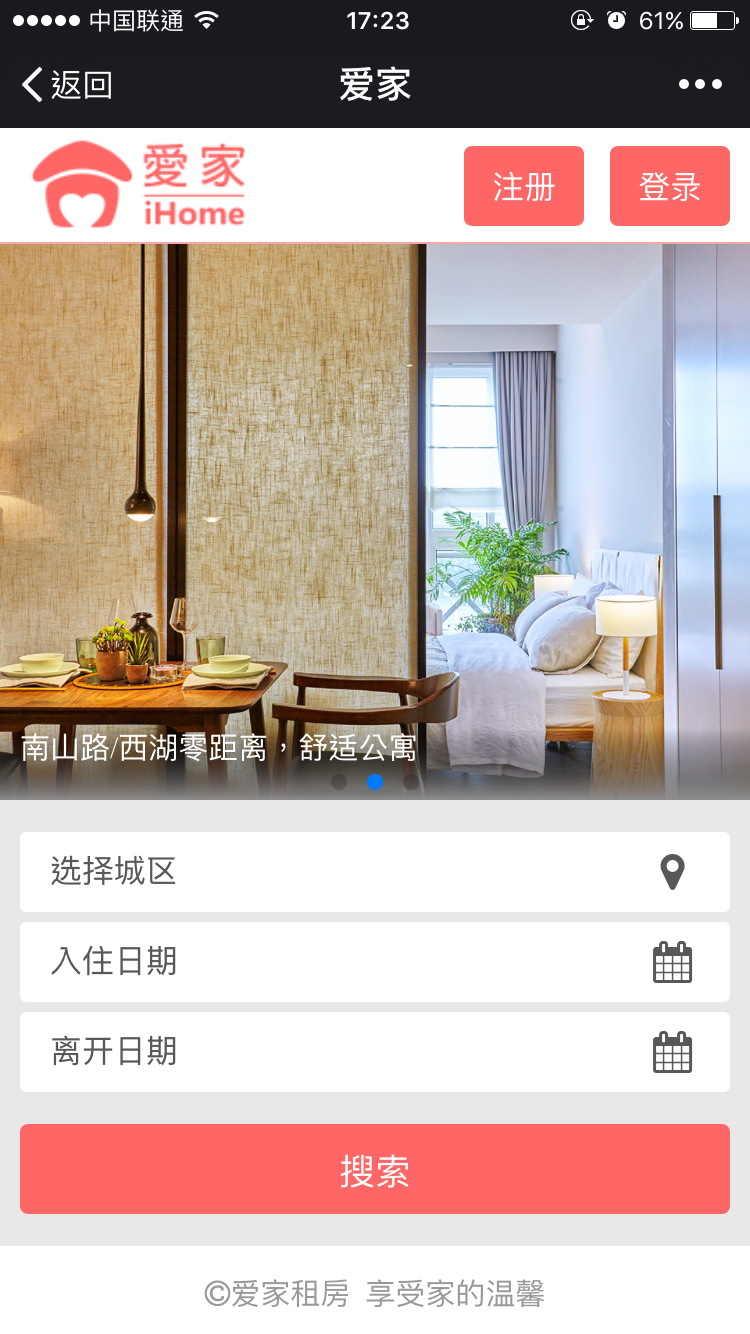 中国联通 17:23 61%
返回 爱家
愛家 注册 登录
iHome
南山路/西湖零距离，舒适公寓
选择城区
入住日期
离开日期
搜索
©爱家租房 享受家的温馨